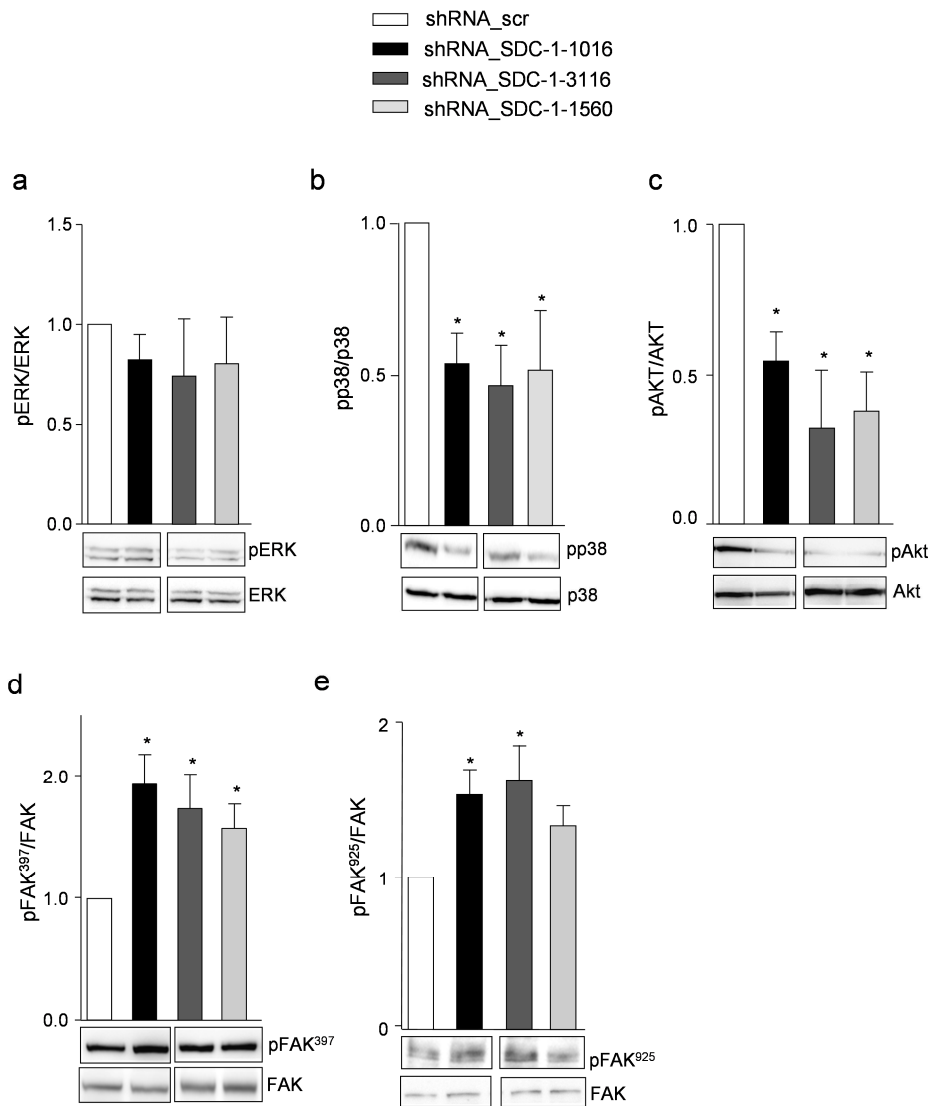 shRNA_scr
shRNA_SDC-1-1016
shRNA_SDC-1-3116
shRNA_SDC-1-1560
a
pERK/ERK
1.5
1.0
0.5
0.0
pERK
ERK
b
pp38/p38
1.0
0.5
0.0
* * *
pp38
p38
c
pAKT/AKT
1.0
0.5
0.0
* * *
pAkt
Akt
d
pFAK³⁹⁷/FAK
2.0
1.0
0.0
* * *
pFAK³⁹⁷
FAK
e
pFAK⁹²⁵/FAK
2
1
0
* *
pFAK⁹²⁵
FAK